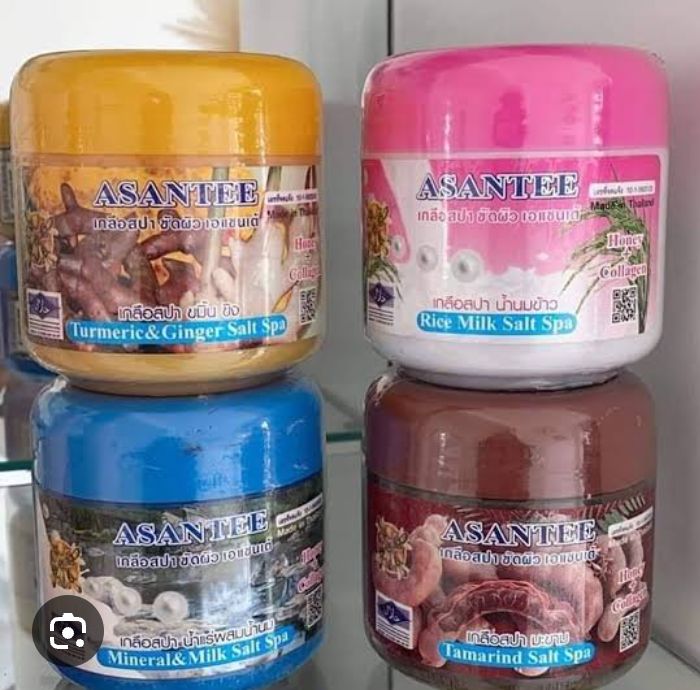 ASANTEE
เกลือสปา ขัดผิว เอแซนเต้
Made in
Honey
+
Collagen
เกลือสปา ขมิ้น ขิง
Turmeric&Ginger Salt Spa
ASANTEE
เกลือสปา ขัดผิว เอแซนเต้
Made in Thailand
Honey
+
Collagen
เกลือสปา น้ำนมข้าว
Rice Milk Salt Spa
ASANTEE
เกลือสปา ขัดผิว เอแซนเต้
Made in
Honey
Collagen
เกลือสปา น้ำแร่ผสมน้ำนม
Mineral&Milk Salt Spa
ASANTEE
เกลือสปา ขัดผิว เอแซนเต้
Honey
+
Collagen
เกลือสปา มะขาม
Tamarind Salt Spa